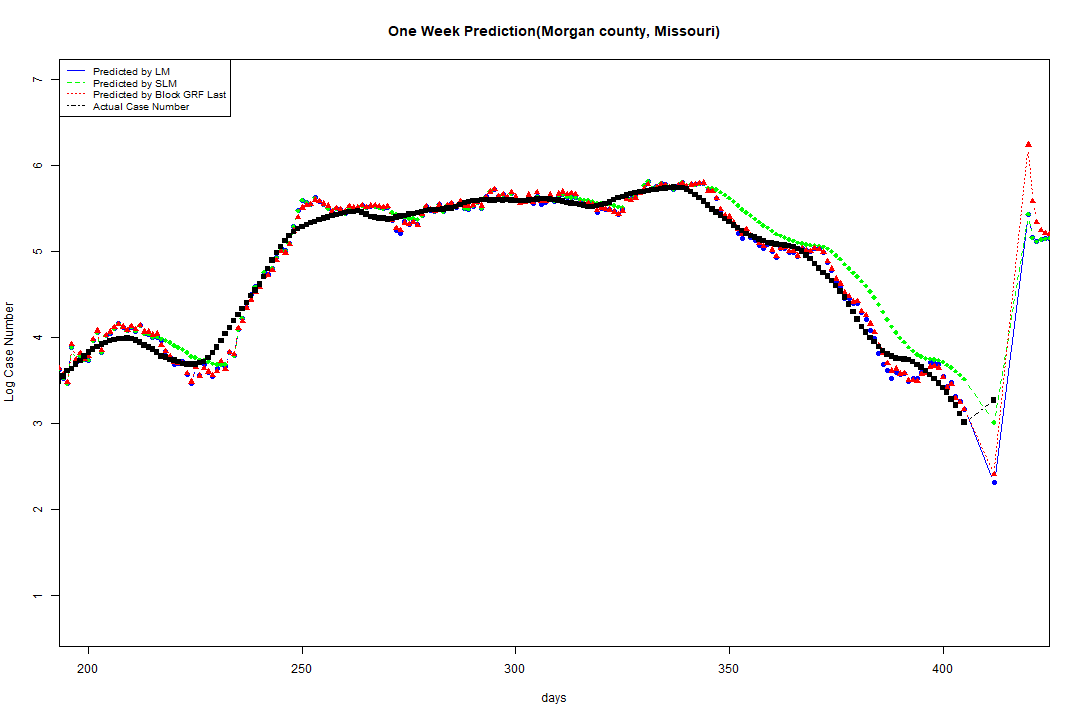 One Week Prediction(Morgan county, Missouri)
Predicted by LM
Predicted by SLM
Predicted by Block GRF Last
Actual Case Number
7
6
5
4
3
2
1
Log Case Number
200 250 300 350 400
days